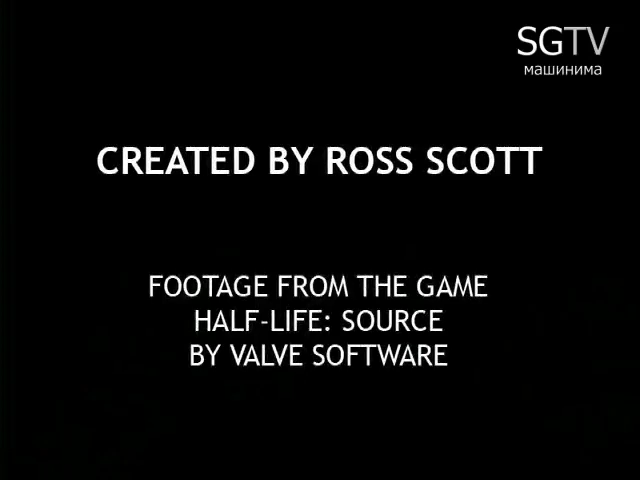 SGTV
машинима
CREATED BY ROSS SCOTT
FOOTAGE FROM THE GAME
HALF-LIFE: SOURCE
BY VALVE SOFTWARE